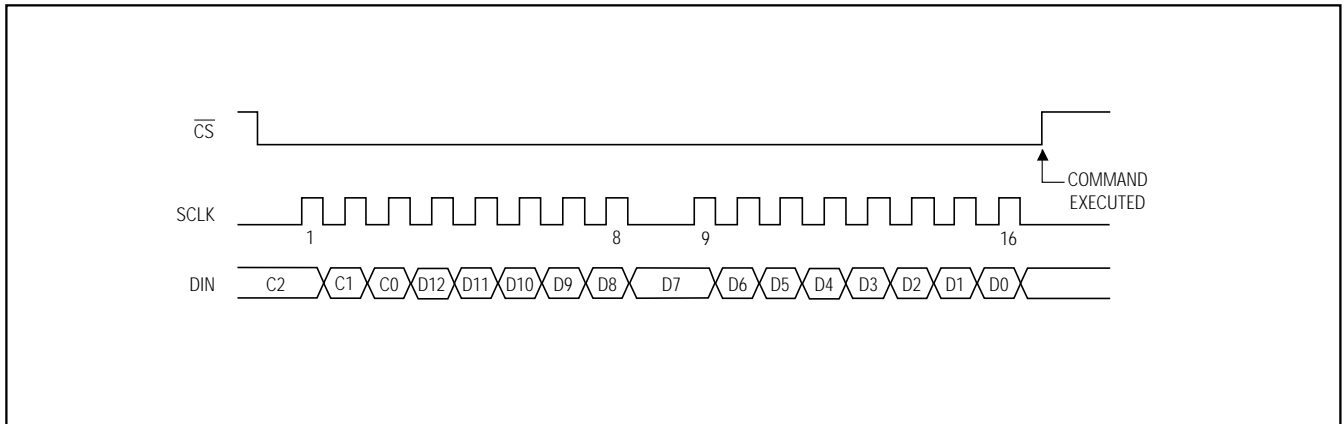 CS
COMMAND
EXECUTED
SCLK
1 8 9 16
DIN C2 C1 C0 D12 D11 D10 D9 D8 D7 D6 D5 D4 D3 D2 D1 D0